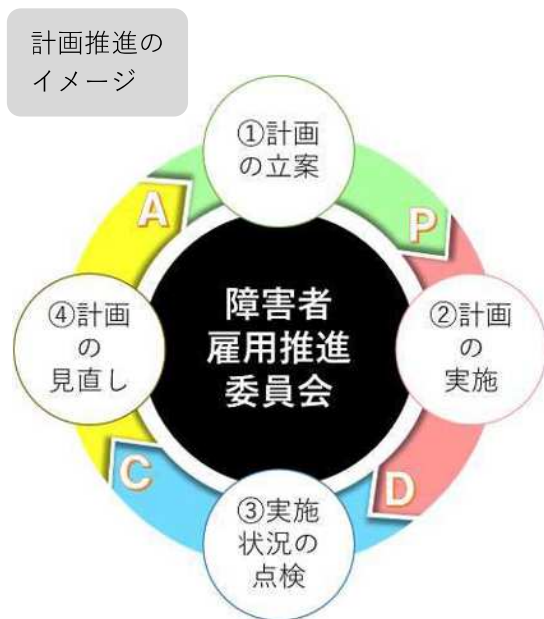 計画推進の
イメージ
①計画
の立案
P
②計画
の
実施
D
③実施
状況の
点検
C
④計画
の
見直し
A
障害者
雇用推進
委員会